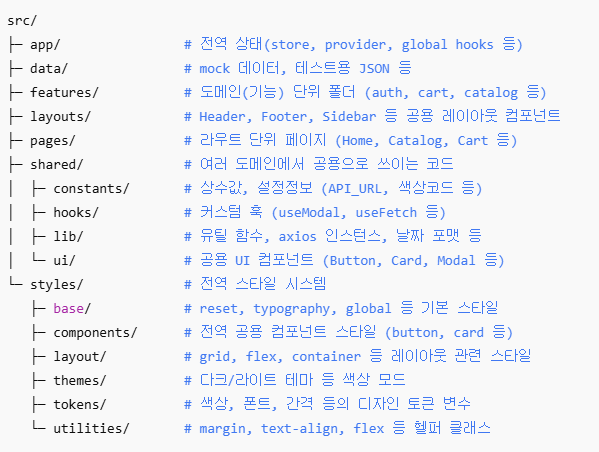 src/
├─ app/ # 전역 상태(store, provider, global hooks 등)
├─ data/ # mock 데이터, 테스트용 JSON 등
├─ features/ # 도메인(기능) 단위 폴더 (auth, cart, catalog 등)
├─ layouts/ # Header, Footer, Sidebar 등 공용 레이아웃 컴포넌트
├─ pages/ # 라우트 단위 페이지 (Home, Catalog, Cart 등)
├─ shared/ # 여러 도메인에서 공용으로 쓰이는 코드
│  ├─ constants/ # 상수값, 설정정보 (API_URL, 색상코드 등)
│  ├─ hooks/ # 커스텀 훅 (useModal, useFetch 등)
│  ├─ lib/ # 유틸 함수, axios 인스턴스, 날짜 포맷 등
│  └─ ui/ # 공용 UI 컴포넌트 (Button, Card, Modal 등)
└─ styles/ # 전역 스타일 시스템
   ├─ base/ # reset, typography, global 등 기본 스타일
   ├─ components/ # 전역 공용 컴포넌트 스타일 (button, card 등)
   ├─ layout/ # grid, flex, container 등 레이아웃 관련 스타일
   ├─ themes/ # 다크/라이트 테마 등 색상 모드
   ├─ tokens/ # 색상, 폰트, 간격 등의 디자인 토큰 변수
   └─ utilities/ # margin, text-align, flex 등 헬퍼 클래스